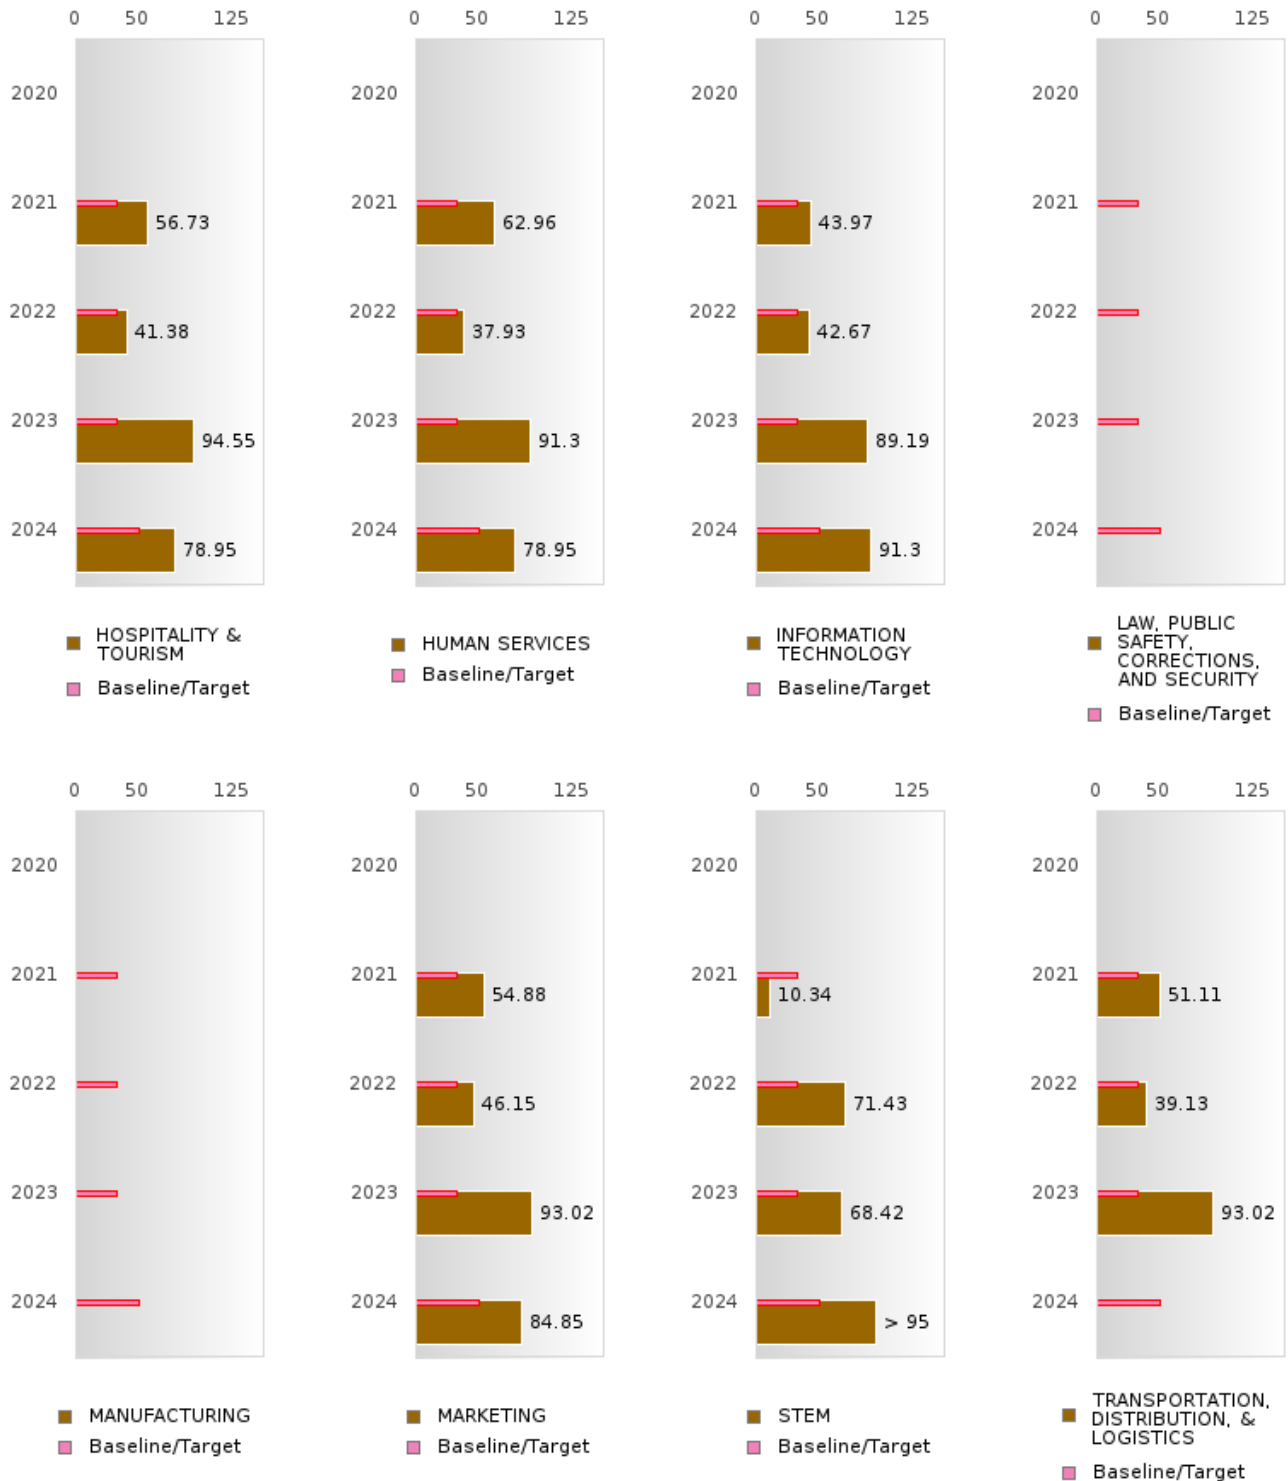 0 50 125 0 50 125 0 50 125 0 50 125
2020 2020 2020 2020
2021 56.73 2021 62.96 2021 43.97 2021
2022 41.38 2022 37.93 2022 42.67 2022
2023 94.55 2023 91.3 2023 89.19 2023
2024 78.95 2024 78.95 2024 91.3 2024
HOSPITALITY &
TOURISM
Baseline/Target
HUMAN SERVICES
Baseline/Target
INFORMATION
TECHNOLOGY
Baseline/Target
LAW, PUBLIC
SAFETY,
CORRECTIONS,
AND SECURITY
Baseline/Target
0 50 125 0 50 125 0 50 125 0 50 125
2020 2020 2020 2020
2021 2021 54.88 2021 10.34 2021 51.11
2022 2022 46.15 2022 71.43 2022 39.13
2023 2023 93.02 2023 68.42 2023 93.02
2024 2024 84.85 2024 > 95 2024
MANUFACTURING
Baseline/Target
MARKETING
Baseline/Target
STEM
Baseline/Target
TRANSPORTATION,
DISTRIBUTION, &
LOGISTICS
Baseline/Target